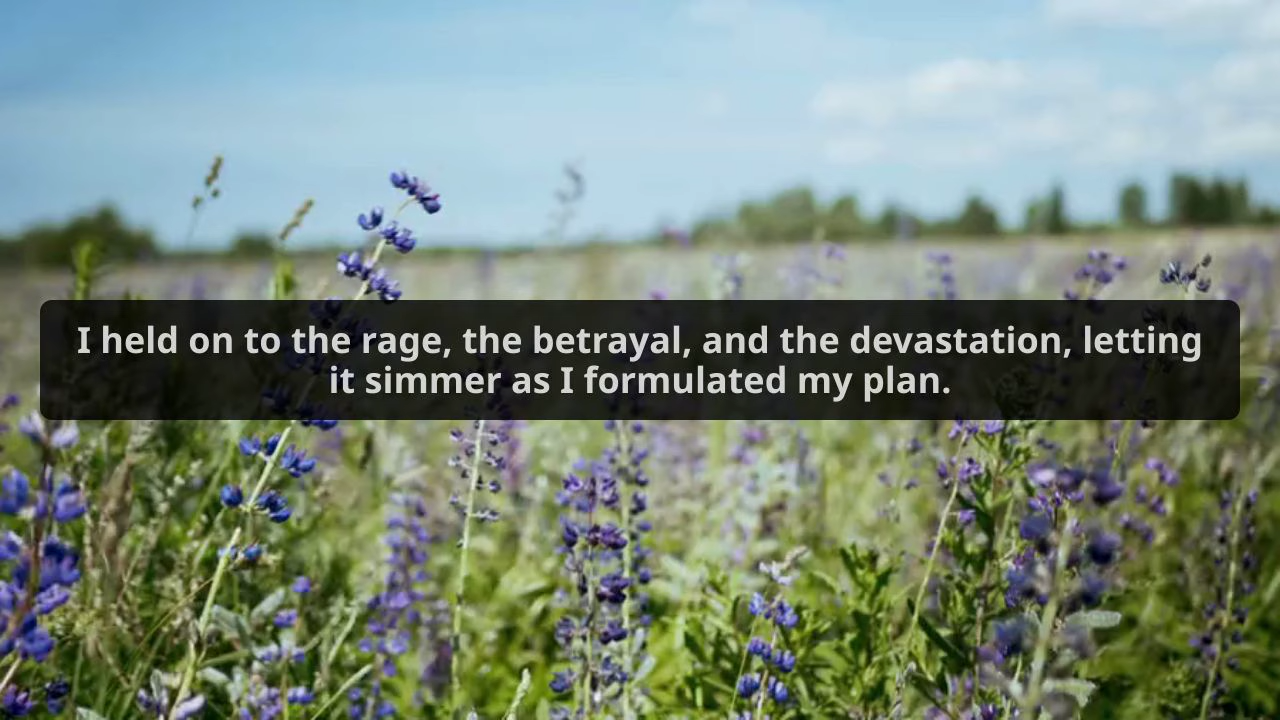 I held on to the rage, the betrayal, and the devastation, letting
it simmer as I formulated my plan.